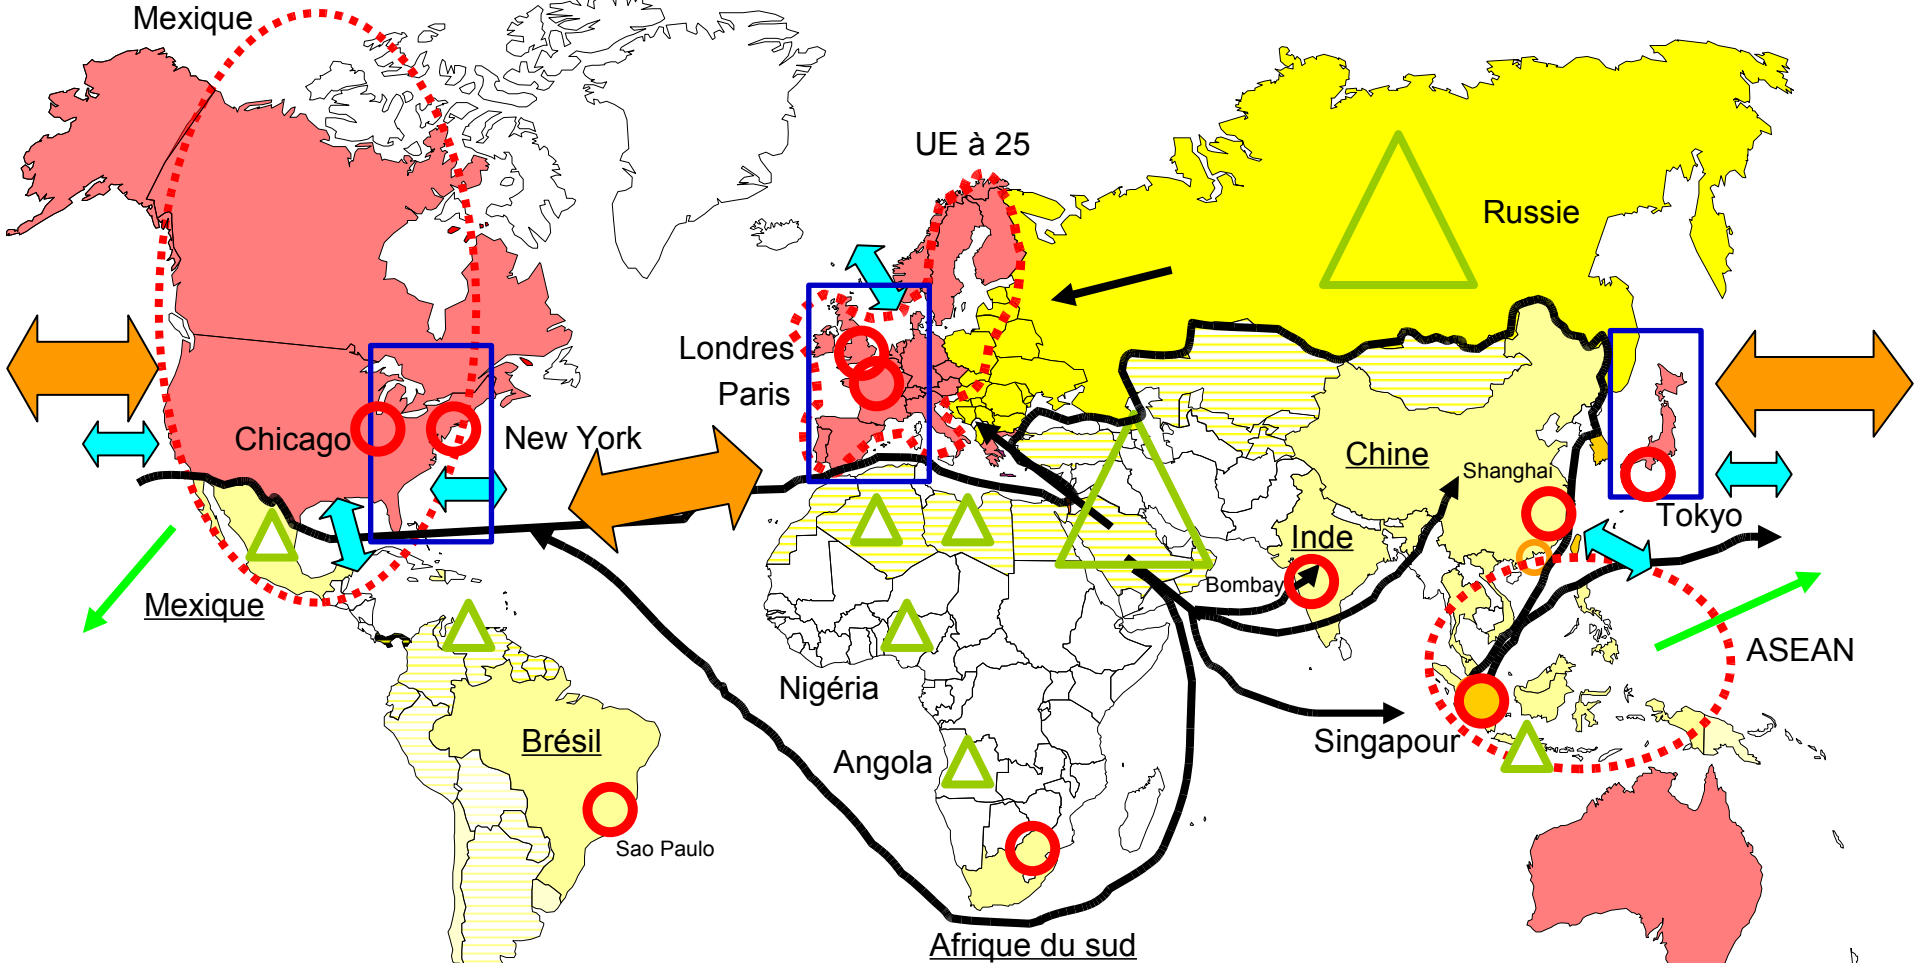 Mexique
UE à 25
Russie
Londres
Paris
Chicago
New York
Chine
Shanghai
Tokyo
Inde
Bombay
Mexique
ASEAN
Nigéria
Brésil
Singapour
Angola
Sao Paulo
Afrique du sud